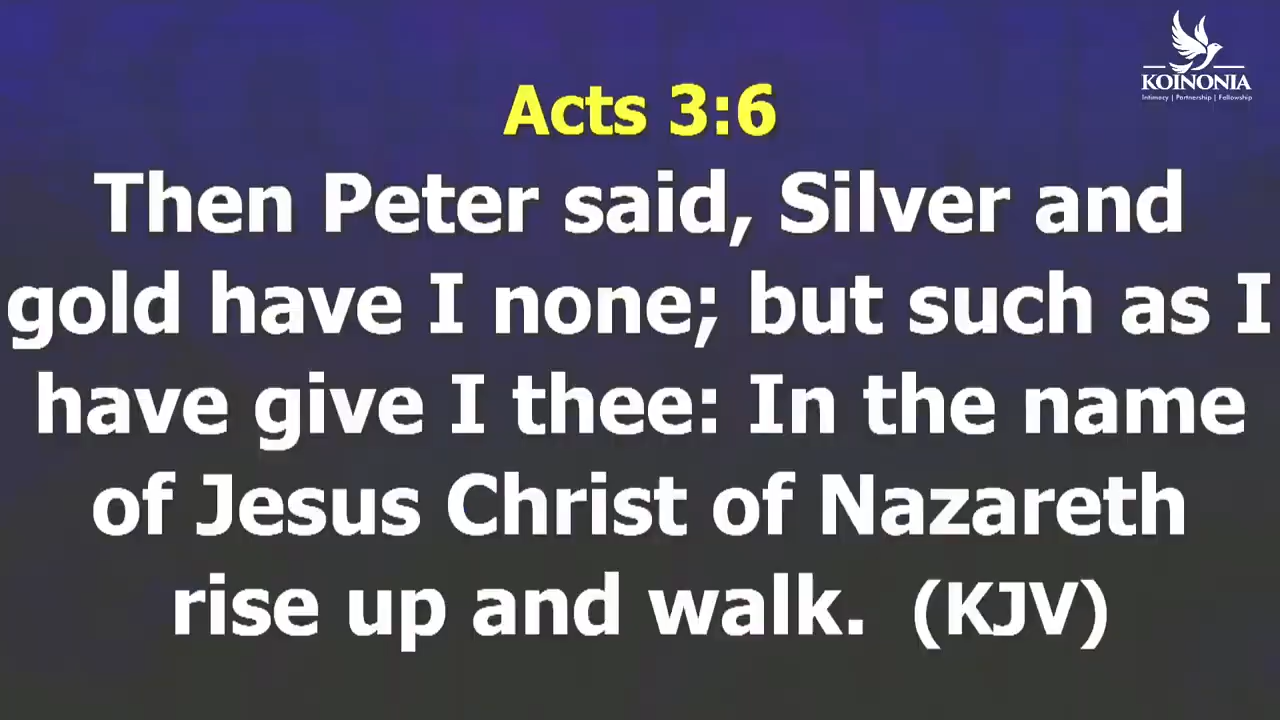 KOINONIA
Intimacy | Partnership | Fellowship
Acts 3:6
Then Peter said, Silver and
gold have I none; but such as I
have give I thee: In the name
of Jesus Christ of Nazareth
rise up and walk.  (KJV)